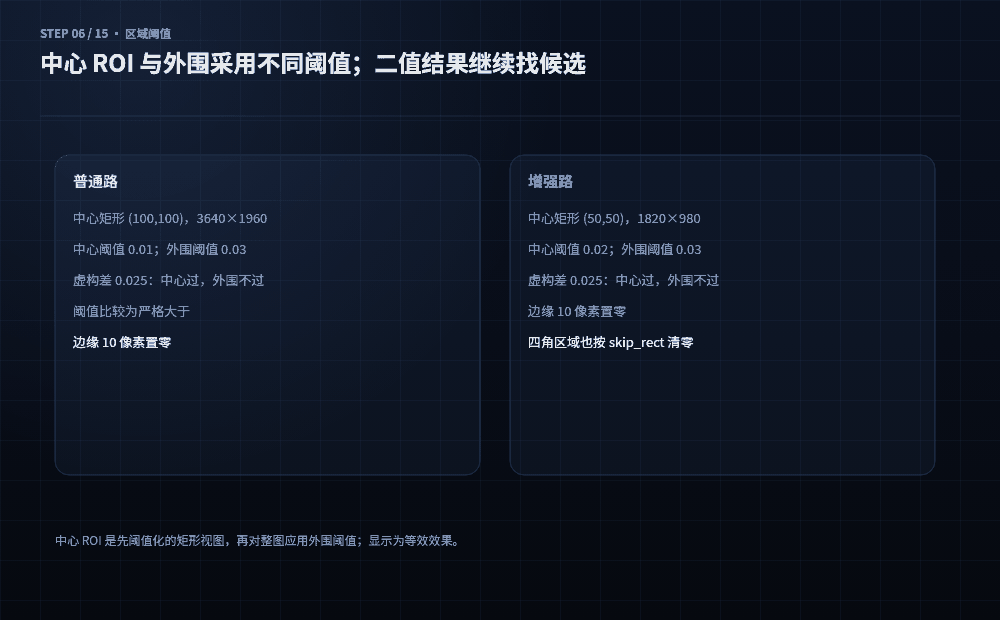 STEP 06 / 15 · 区域阈值
中心 ROI 与外围采用不同阈值；二值结果继续找候选
普通路
中心矩形 (100,100)，3640×1960
中心阈值 0.01；外围阈值 0.03
虚构差 0.025：中心过，外围不过
阈值比较为严格大于
边缘 10 像素置零
增强路
中心矩形 (50,50)，1820×980
中心阈值 0.02；外围阈值 0.03
虚构差 0.025：中心过，外围不过
边缘 10 像素置零
四角区域也按 skip_rect 清零
中心 ROI 是先阈值化的矩形视图，再对整图应用外围阈值；显示为等效效果。